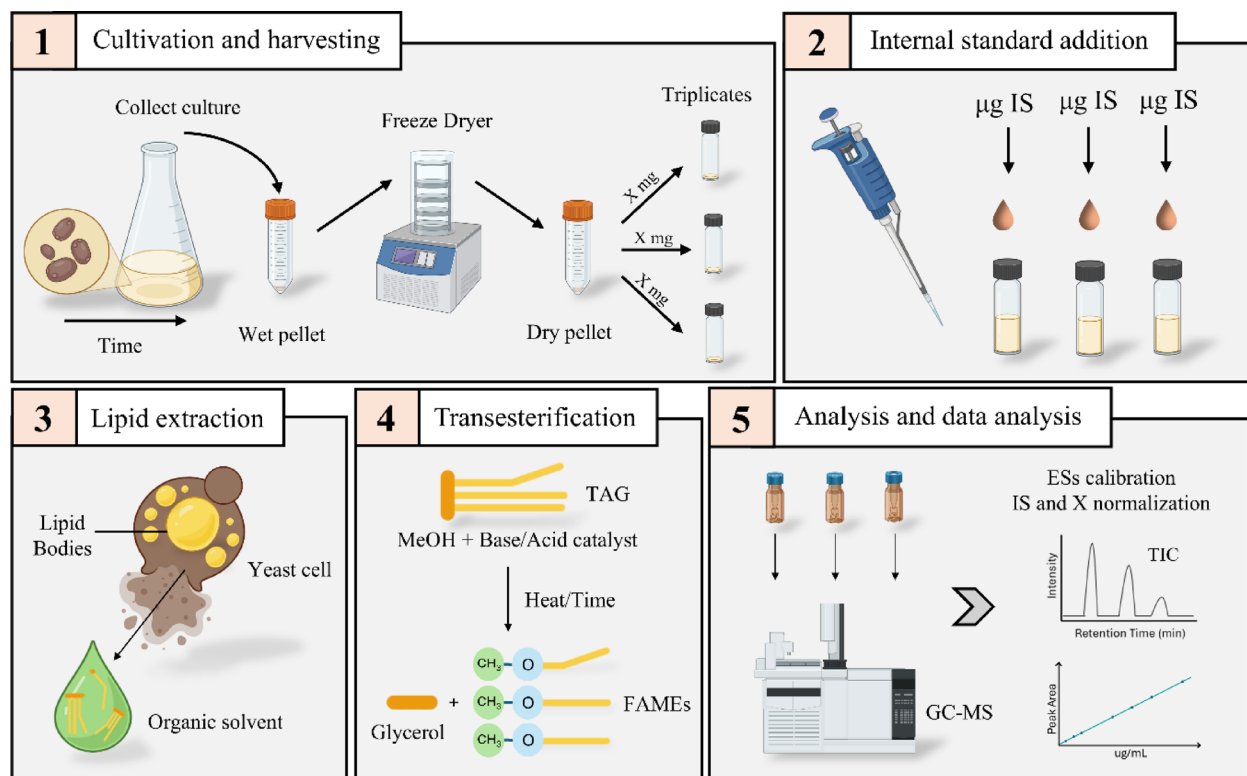 1
Cultivation and harvesting
Collect culture
Freeze Dryer
Triplicates
X mg
X mg
X mg
Time
Wet pellet
Dry pellet
2
Internal standard addition
µg IS
µg IS
µg IS
3
Lipid extraction
Lipid
Bodies
Yeast cell
Organic solvent
4
Transesterification
TAG
MeOH + Base/Acid catalyst
Heat/Time
CH₃
O
Glycerol
+
CH₃
O
FAMEs
CH₃
O
5
Analysis and data analysis
ESs calibration
IS and X normalization
Intensity
TIC
Retention Time (min)
GC-MS
Peak Area
ug/mL